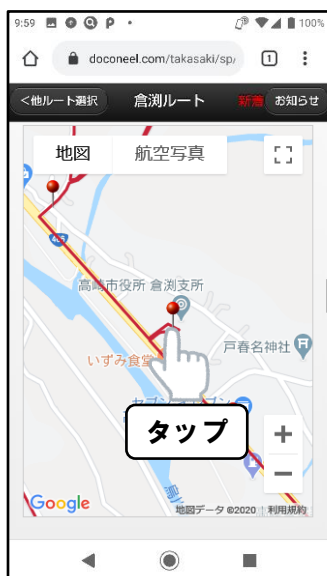 9:59 100%
doconeel.com/takasaki/sp/ 1
<他ルート選択 倉渕ルート 新着 お知らせ
地図 航空写真
高崎市役所 倉渕支所
戸春名神社
いずみ食堂
タップ
+
−
Google
烏川
地図データ ©2020 利用規約